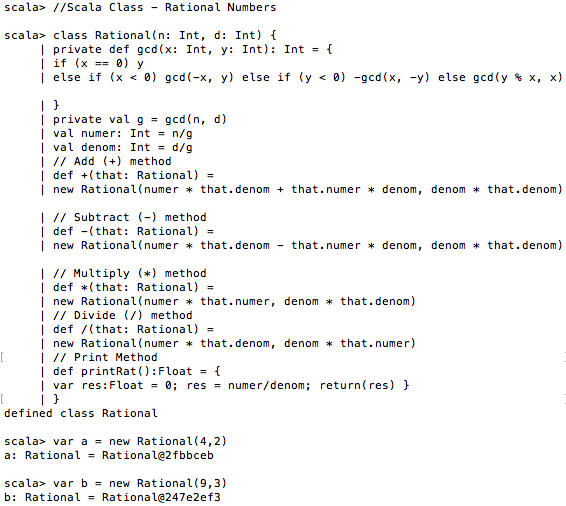 scala> //Scala Class - Rational Numbers
scala> class Rational(n: Int, d: Int) {
| private def gcd(x: Int, y: Int): Int = {
| if (x == 0) y
| else if (x < 0) gcd(-x, y) else if (y < 0) -gcd(x, -y) else gcd(y % x, x)
| }
| private val g = gcd(n, d)
| val numer: Int = n/g
| val denom: Int = d/g
| // Add (+) method
| def +(that: Rational) =
| new Rational(numer * that.denom + that.numer * denom, denom * that.denom)
| // Subtract (-) method
| def -(that: Rational) =
| new Rational(numer * that.denom - that.numer * denom, denom * that.denom)
| // Multiply (*) method
| def *(that: Rational) =
| new Rational(numer * that.numer, denom * that.denom)
| // Divide (/) method
| def /(that: Rational) =
| new Rational(numer * that.denom, denom * that.numer)
[ | // Print Method ]
| def printRat():Float = {
| var res:Float = 0; res = numer/denom; return(res) }
[ | } ]
defined class Rational
scala> var a = new Rational(4,2)
a: Rational = Rational@2fbbceb
scala> var b = new Rational(9,3)
b: Rational = Rational@247e2ef3